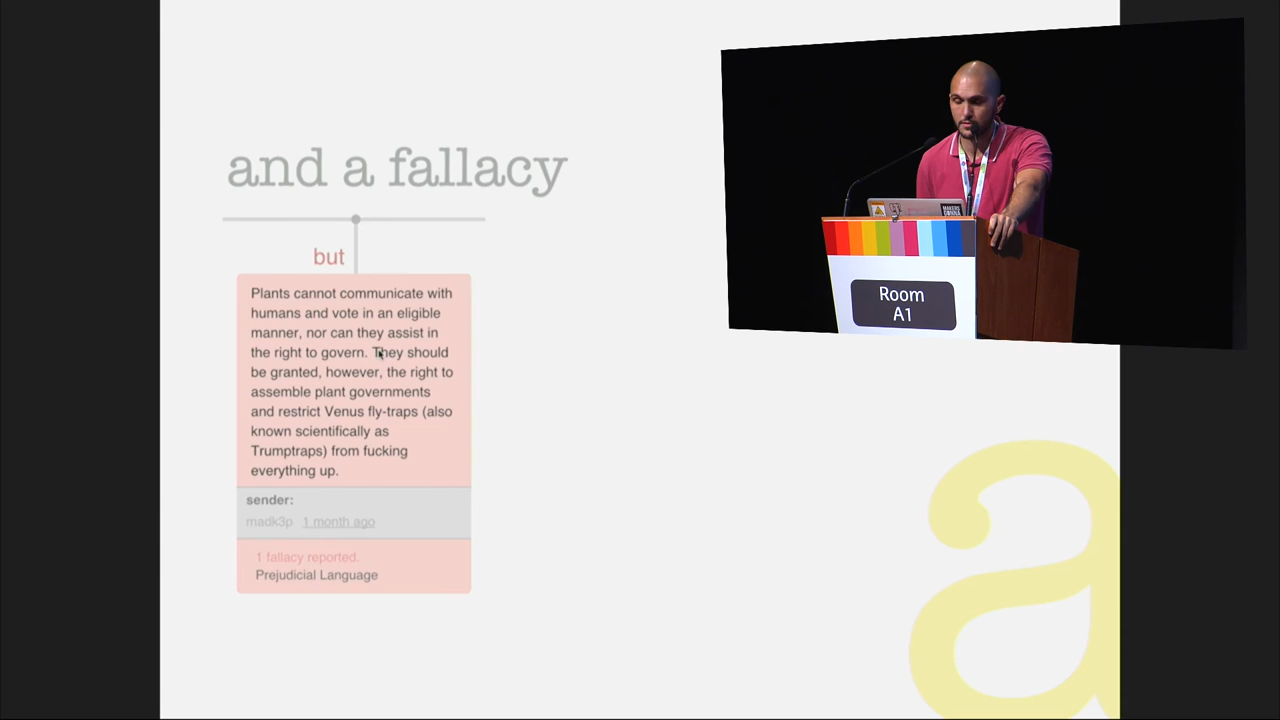 and a fallacy
but
Plants cannot communicate with
humans and vote in an eligible
manner, nor can they assist in
the right to govern. They should
be granted, however, the right to
assemble plant governments
and restrict Venus fly-traps (also
known scientifically as
Trumptraps) from fucking
everything up.
sender:
madk3p 1 month ago
1 fallacy reported.
Prejudicial Language
a
MAKERS
Room
A1